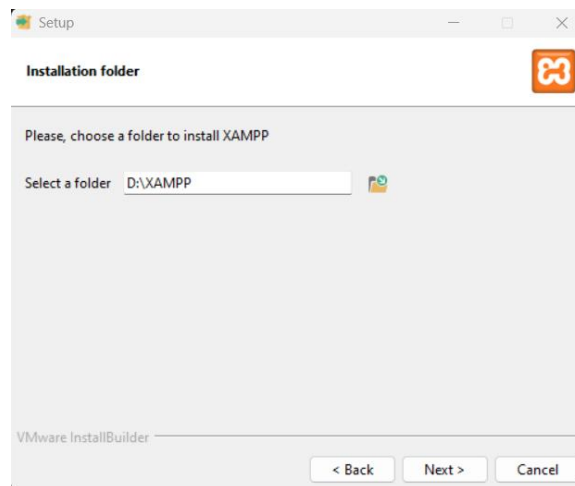 Setup
Installation folder
Please, choose a folder to install XAMPP
Select a folder D:\XAMPP
VMware InstallBuilder
< Back Next > Cancel